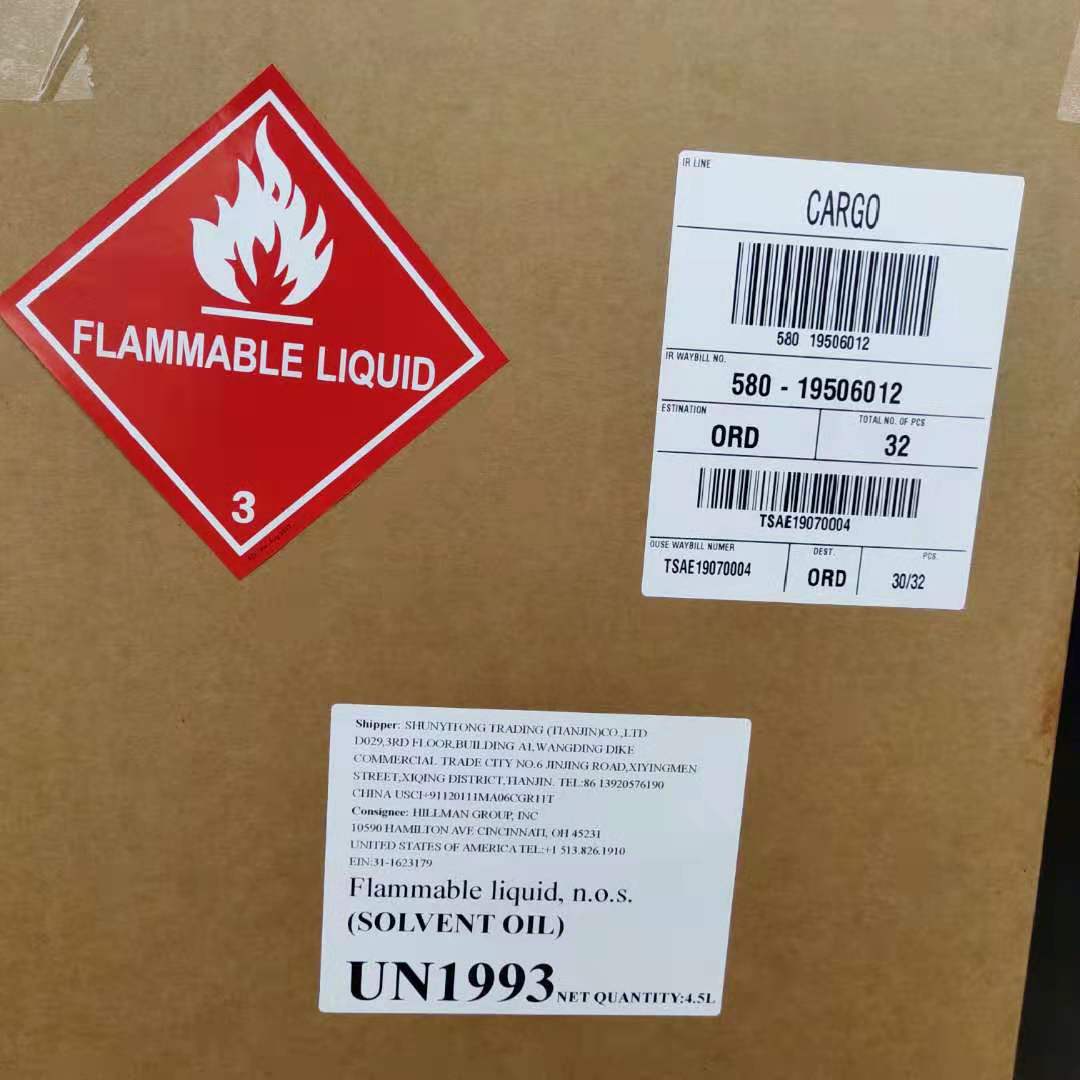 FLAMMABLE LIQUID
3
IR LINE
CARGO
580 19506012
IR WAYBILL NO.
580 - 19506012
ESTINATION
TOTAL NO. OF PCS
ORD
32
TSAE19070004
OUSE WAYBILL NUMER
DEST.
PCS.
TSAE19070004
ORD
30/32
Shipper: SHUNYITONG TRADING (TIANJIN)CO.,LTD
D029,3RD FLOOR,BUILDING A1,WANGDING DIKE
COMMERCIAL TRADE CITY NO.6 JINJING ROAD,XIYINGMEN
STREET,XIQING DISTRICT,TIANJIN. TEL:86 13920576190
CHINA USCI+91120111MA06CGR11T
Consignee: HILLMAN GROUP, INC
10590 HAMILTON AVE CINCINNATI, OH 45231
UNITED STATES OF AMERICA TEL:+1 513.826.1910
EIN:31-1623179
Flammable liquid, n.o.s.
(SOLVENT OIL)
UN1993 NET QUANTITY:4.5L